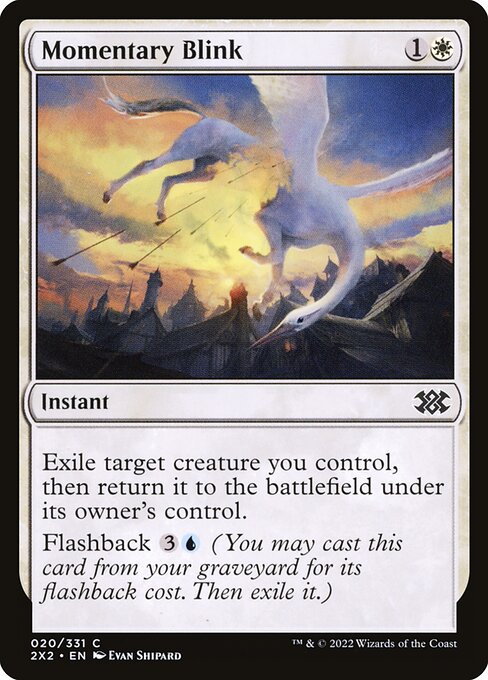 Momentary Blink 1
Instant
Exile target creature you control,
then return it to the battlefield under
its owner's control.
Flashback 3 (You may cast this
card from your graveyard for its
flashback cost. Then exile it.)
020/331 C ™ & © 2022 Wizards of the Coast
2X2 • EN Evan Shipard